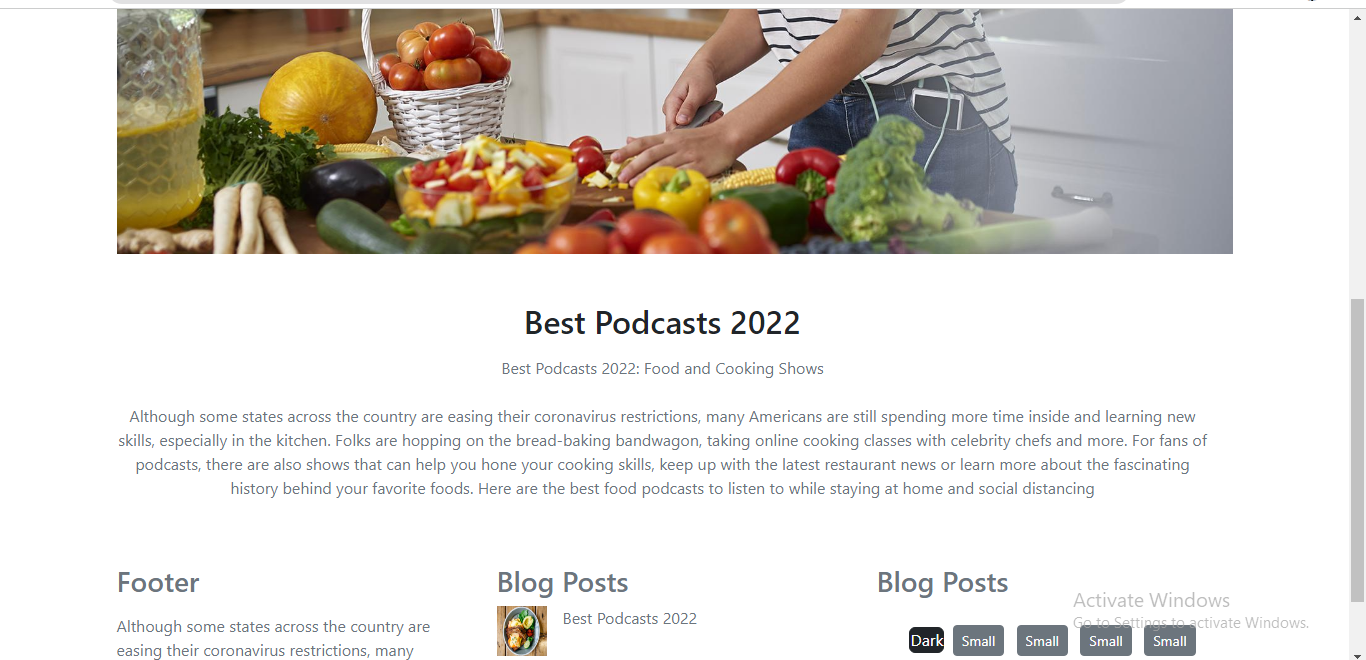 Best Podcasts 2022
Best Podcasts 2022: Food and Cooking Shows
Although some states across the country are easing their coronavirus restrictions, many Americans are still spending more time inside and learning new
skills, especially in the kitchen. Folks are hopping on the bread-baking bandwagon, taking online cooking classes with celebrity chefs and more. For fans of
podcasts, there are also shows that can help you hone your cooking skills, keep up with the latest restaurant news or learn more about the fascinating
history behind your favorite foods. Here are the best food podcasts to listen to while staying at home and social distancing
Footer
Although some states across the country are
easing their coronavirus restrictions, many
Blog Posts
Best Podcasts 2022
Blog Posts
Dark Small Small Small Small
Activate Windows
Go to Settings to activate Windows.